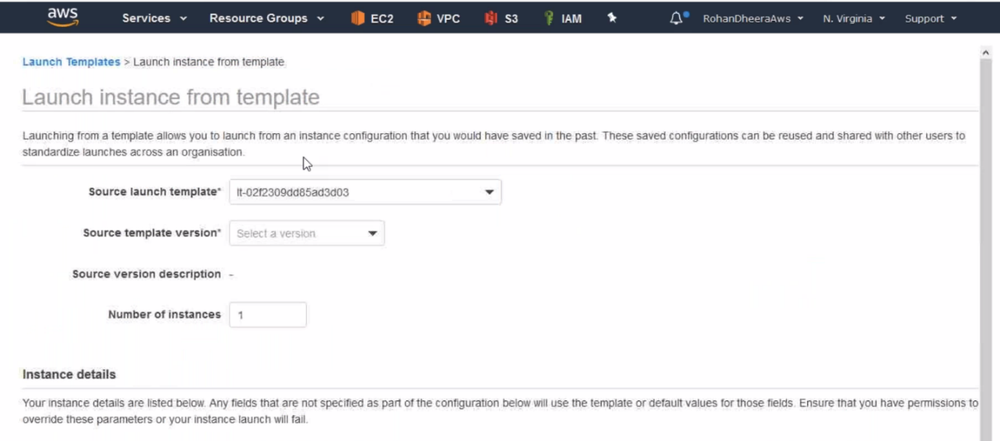 aws Services Resource Groups EC2 VPC S3 IAM RohanDheeraAws N. Virginia Support
Launch Templates > Launch instance from template
Launch instance from template
Launching from a template allows you to launch from an instance configuration that you would have saved in the past. These saved configurations can be reused and shared with other users to
standardize launches across an organisation.
Source launch template* lt-02f2309dd85ad3d03
Source template version* Select a version
Source version description -
Number of instances 1
Instance details
Your instance details are listed below. Any fields that are not specified as part of the configuration below will use the template or default values for those fields. Ensure that you have permissions to
override these parameters or your instance launch will fail.